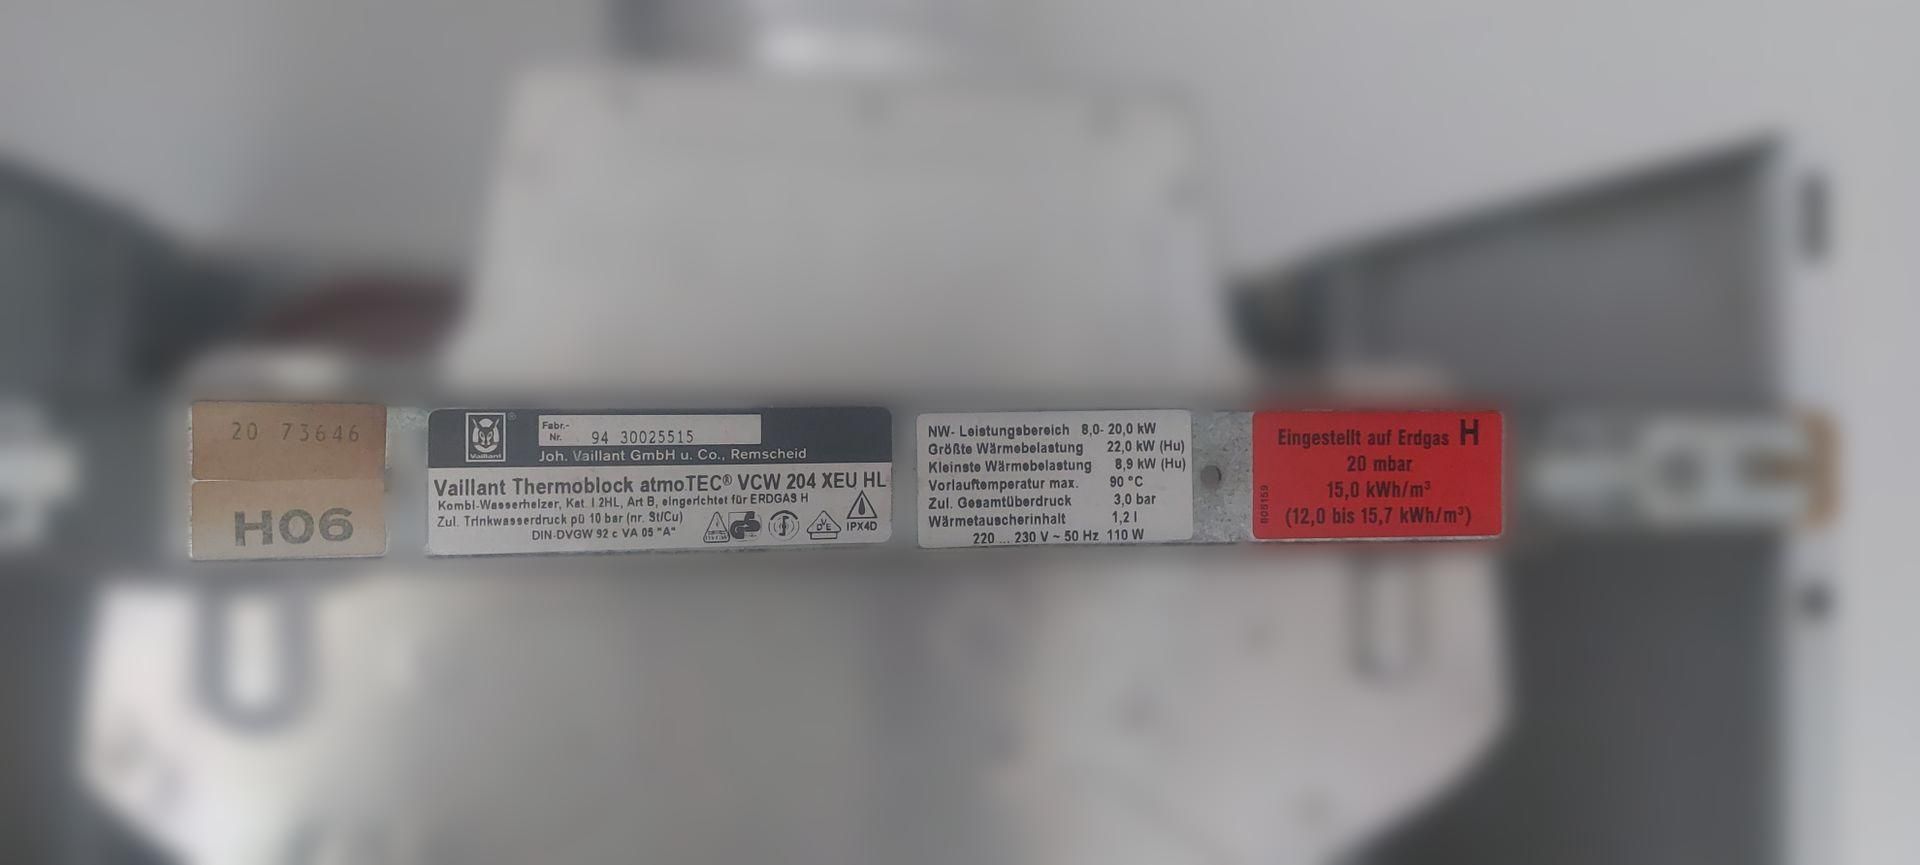 20 73646
H06
Vaillant
®
Fabr.-
Nr. 94 30025515
Joh. Vaillant GmbH u. Co., Remscheid
Vaillant Thermoblock atmoTEC® VCW 204 XEU HL
Kombi-Wasserheizer, Kat. I 2HL, Art B, eingerichtet für ERDGAS H
Zul. Trinkwasserdruck pü 10 bar (nr. St/Cu)
DIN-DVGW 92 c VA 05 "A"
IPX4D
NW- Leistungsbereich 8,0- 20,0 kW
Größte Wärmebelastung 22,0 kW (Hu)
Kleinste Wärmebelastung 8,9 kW (Hu)
Vorlauftemperatur max. 90 °C
Zul. Gesamtüberdruck 3,0 bar
Wärmetauscherinhalt 1,2 l
220 ... 230 V ~ 50 Hz 110 W
Eingestellt auf Erdgas H
20 mbar
15,0 kWh/m³
(12,0 bis 15,7 kWh/m³)